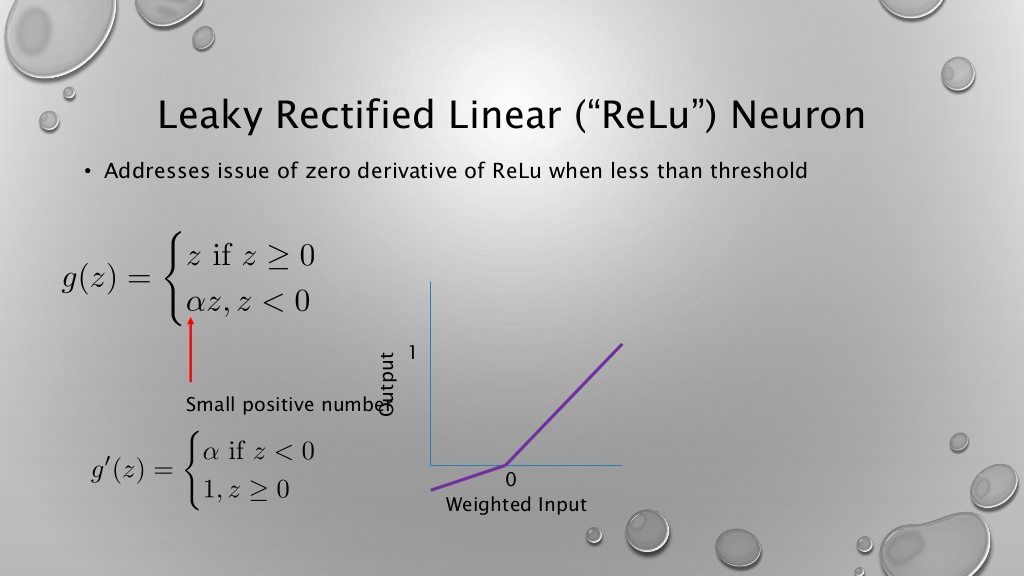 Leaky Rectified Linear (“ReLu”) Neuron
• Addresses issue of zero derivative of ReLu when less than threshold
g(z) = { z if z ≥ 0
αz, z < 0
Small positive number
g′(z) = { α if z < 0
1, z ≥ 0
Output
1
0
Weighted Input